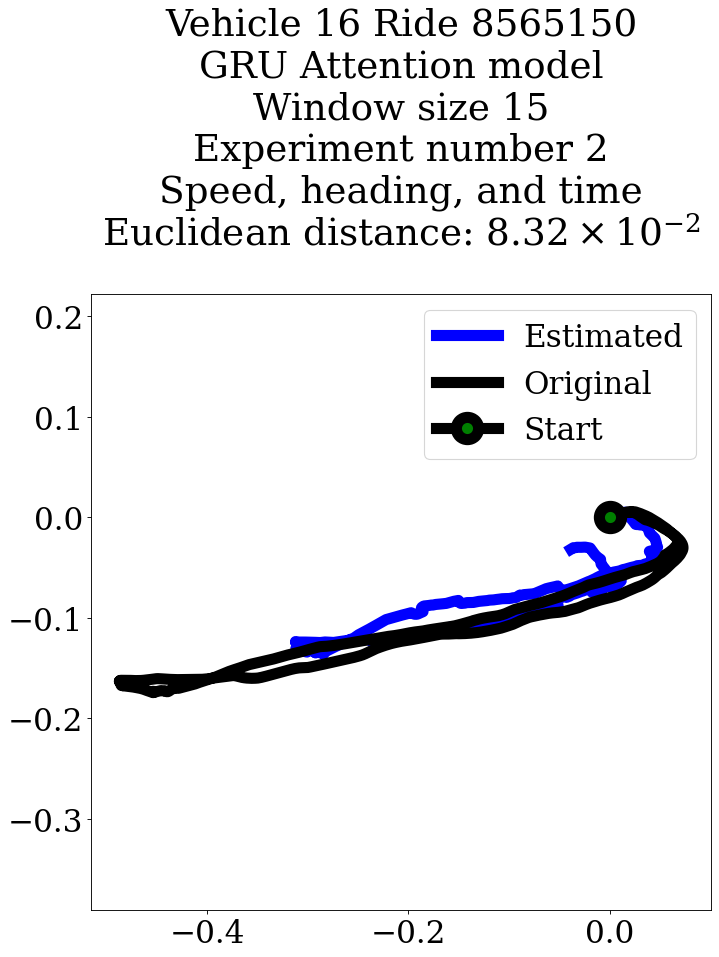 Vehicle 16 Ride 8565150
GRU Attention model
Window size 15
Experiment number 2
Speed, heading, and time
Euclidean distance: 8.32 × 10⁻²
Estimated
Original
Start
0.2
0.1
0.0
−0.1
−0.2
−0.3
−0.4
−0.2
0.0